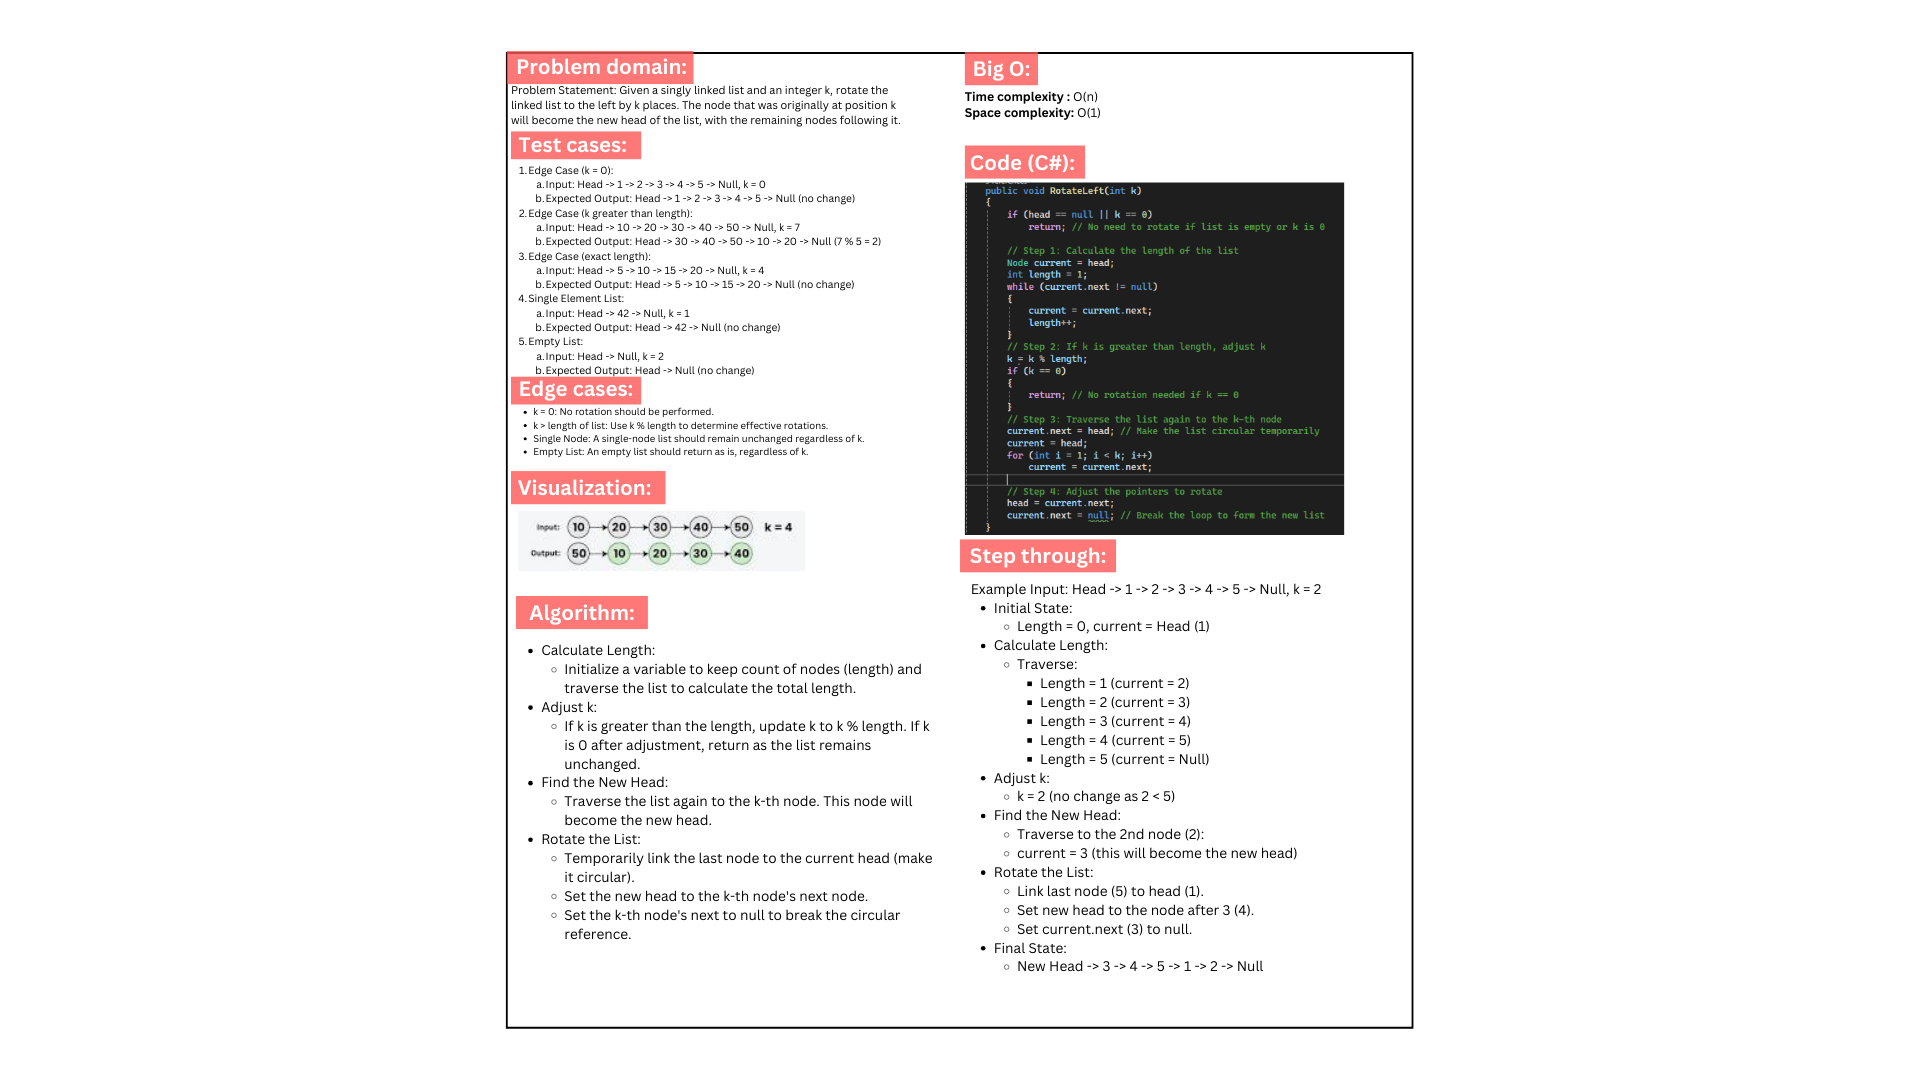 Problem domain:
Problem Statement: Given a singly linked list and an integer k, rotate the
linked list to the left by k places. The node that was originally at position k
will become the new head of the list, with the remaining nodes following it.
Test cases:
1. Edge Case (k = 0):
a. Input: Head -> 1 -> 2 -> 3 -> 4 -> 5 -> Null, k = 0
b. Expected Output: Head -> 1 -> 2 -> 3 -> 4 -> 5 -> Null (no change)
2. Edge Case (k greater than length):
a. Input: Head -> 10 -> 20 -> 30 -> 40 -> 50 -> Null, k = 7
b. Expected Output: Head -> 30 -> 40 -> 50 -> 10 -> 20 -> Null (7 % 5 = 2)
3. Edge Case (exact length):
a. Input: Head -> 5 -> 10 -> 15 -> 20 -> Null, k = 4
b. Expected Output: Head -> 5 -> 10 -> 15 -> 20 -> Null (no change)
4. Single Element List:
a. Input: Head -> 42 -> Null, k = 1
b. Expected Output: Head -> 42 -> Null (no change)
5. Empty List:
a. Input: Head -> Null, k = 2
b. Expected Output: Head -> Null (no change)
Edge cases:
• k = 0: No rotation should be performed.
• k > length of list: Use k % length to determine effective rotations.
• Single Node: A single-node list should remain unchanged regardless of k.
• Empty List: An empty list should return as is, regardless of k.
Visualization:
Input: 10 20 30 40 50 k = 4
Output: 50 10 20 30 40
Algorithm:
• Calculate Length:
◦ Initialize a variable to keep count of nodes (length) and
traverse the list to calculate the total length.
• Adjust k:
◦ If k is greater than the length, update k to k % length. If k
is 0 after adjustment, return as the list remains
unchanged.
• Find the New Head:
◦ Traverse the list again to the k-th node. This node will
become the new head.
• Rotate the List:
◦ Temporarily link the last node to the current head (make
it circular).
◦ Set the new head to the k-th node's next node.
◦ Set the k-th node's next to null to break the circular
reference.
Big O:
Time complexity : O(n)
Space complexity: O(1)
Code (C#):
public void RotateLeft(int k)
{
if (head == null || k == 0)
return; // No need to rotate if list is empty or k is 0
// Step 1: Calculate the length of the list
Node current = head;
int length = 1;
while (current.next != null)
{
current = current.next;
length++;
}
// Step 2: If k is greater than length, adjust k
k = k % length;
if (k == 0)
{
return; // No rotation needed if k == 0
}
// Step 3: Traverse the list again to the k-th node
current.next = head; // Make the list circular temporarily
current = head;
for (int i = 1; i < k; i++)
current = current.next;
// Step 4: Adjust the pointers to rotate
head = current.next;
current.next = null; // Break the loop to form the new list
}
Step through:
Example Input: Head -> 1 -> 2 -> 3 -> 4 -> 5 -> Null, k = 2
• Initial State:
◦ Length = 0, current = Head (1)
• Calculate Length:
◦ Traverse:
▪ Length = 1 (current = 2)
▪ Length = 2 (current = 3)
▪ Length = 3 (current = 4)
▪ Length = 4 (current = 5)
▪ Length = 5 (current = Null)
• Adjust k:
◦ k = 2 (no change as 2 < 5)
• Find the New Head:
◦ Traverse to the 2nd node (2):
◦ current = 3 (this will become the new head)
• Rotate the List:
◦ Link last node (5) to head (1).
◦ Set new head to the node after 3 (4).
◦ Set current.next (3) to null.
• Final State:
◦ New Head -> 3 -> 4 -> 5 -> 1 -> 2 -> Null